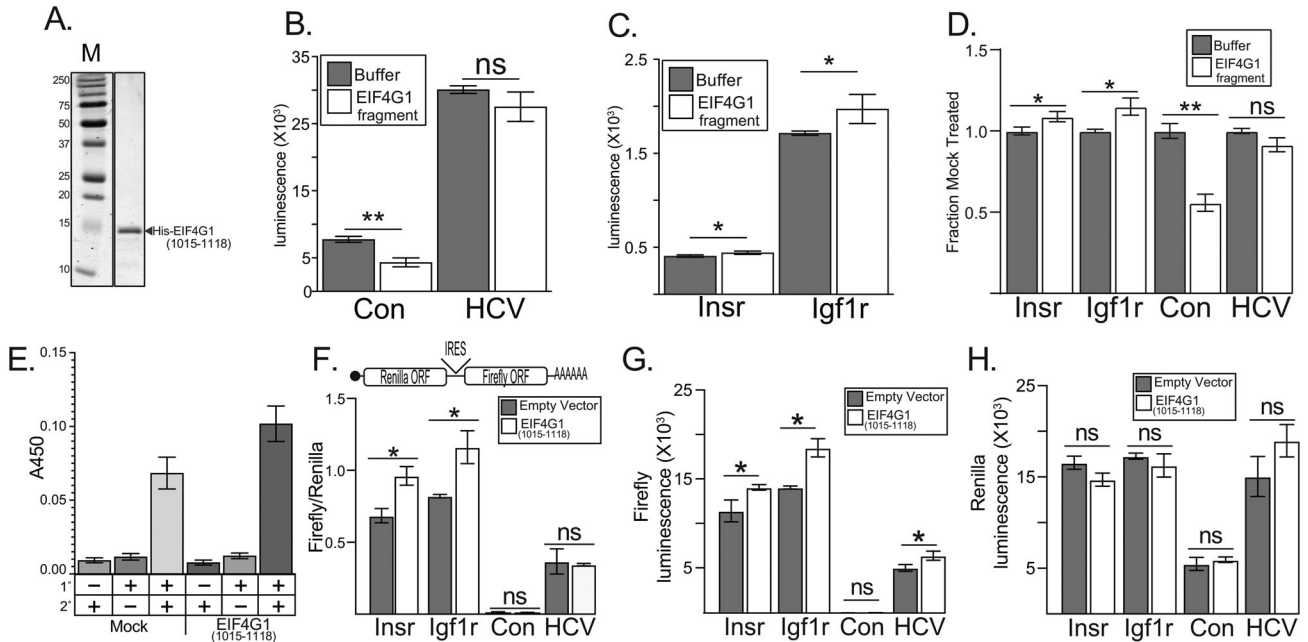 A.
M
250
75
50
37
25
20
15
10
His-EIF4G1
(1015-1118)
B.
luminescence (X10³)
35
25
15
5
0
Buffer
EIF4G1
fragment
**
ns
Con HCV
C.
luminescence (X10³)
2.5
1.5
0.5
0
Buffer
EIF4G1
fragment
*
*
Insr Igf1r
D.
Fraction Mock Treated
1.5
1.0
0.5
Buffer
EIF4G1
fragment
* * ** ns
Insr Igf1r Con HCV
E.
A450
0.15
0.10
0.05
0.00
1° − + + − + +
2° + − + + − +
Mock EIF4G1
(1015-1118)
F.
IRES
Renilla ORF Firefly ORF AAAAAA
Firefly/Renilla
1.0
0.5
Empty Vector
EIF4G1
(1015-1118)
* * ns ns
Insr Igf1r Con HCV
G.
Firefly
luminescence (X10³)
25
15
5
Empty Vector
EIF4G1
(1015-1118)
* * ns *
Insr Igf1r Con HCV
H.
Renilla
luminescence (X10³)
25
15
5
Empty Vector
EIF4G1
(1015-1118)
ns ns ns ns
Insr Igf1r Con HCV